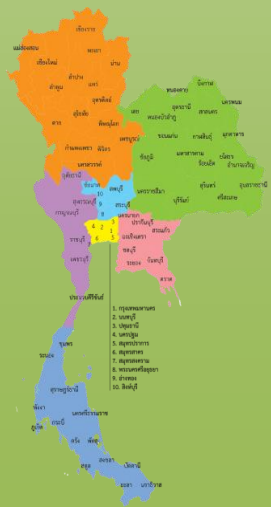 เชียงราย
แม่ฮ่องสอน
พะเยา
เชียงใหม่
น่าน
ลำปาง
ลำพูน
แพร่
อุตรดิตถ์
สุโขทัย
ตาก
พิษณุโลก
กำแพงเพชร
พิจิตร
เพชรบูรณ์
นครสวรรค์
อุทัยธานี
บึงกาฬ
หนองคาย
เลย
อุดรธานี
นครพนม
หนองบัวลำภู
สกลนคร
ขอนแก่น
กาฬสินธุ์
มุกดาหาร
ชัยภูมิ
มหาสารคาม
ร้อยเอ็ด
ยโสธร
อำนาจเจริญ
นครราชสีมา
บุรีรัมย์
สุรินทร์
ศรีสะเกษ
อุบลราชธานี
ชัยนาท
ลพบุรี
10
สุพรรณบุรี
9
สระบุรี
8
กาญจนบุรี
นครนายก
ปราจีนบุรี
สระแก้ว
4
2
3
1
6
5
7
ราชบุรี
ฉะเชิงเทรา
ชลบุรี
เพชรบุรี
ระยอง
จันทบุรี
ตราด
ประจวบคีรีขันธ์
1. กรุงเทพมหานคร
2. นนทบุรี
3. ปทุมธานี
4. นครปฐม
5. สมุทรปราการ
6. สมุทรสาคร
7. สมุทรสงคราม
8. พระนครศรีอยุธยา
9. อ่างทอง
10. สิงห์บุรี
ชุมพร
ระนอง
สุราษฎร์ธานี
พังงา
นครศรีธรรมราช
ภูเก็ต
กระบี่
ตรัง
พัทลุง
สตูล
สงขลา
ปัตตานี
ยะลา
นราธิวาส